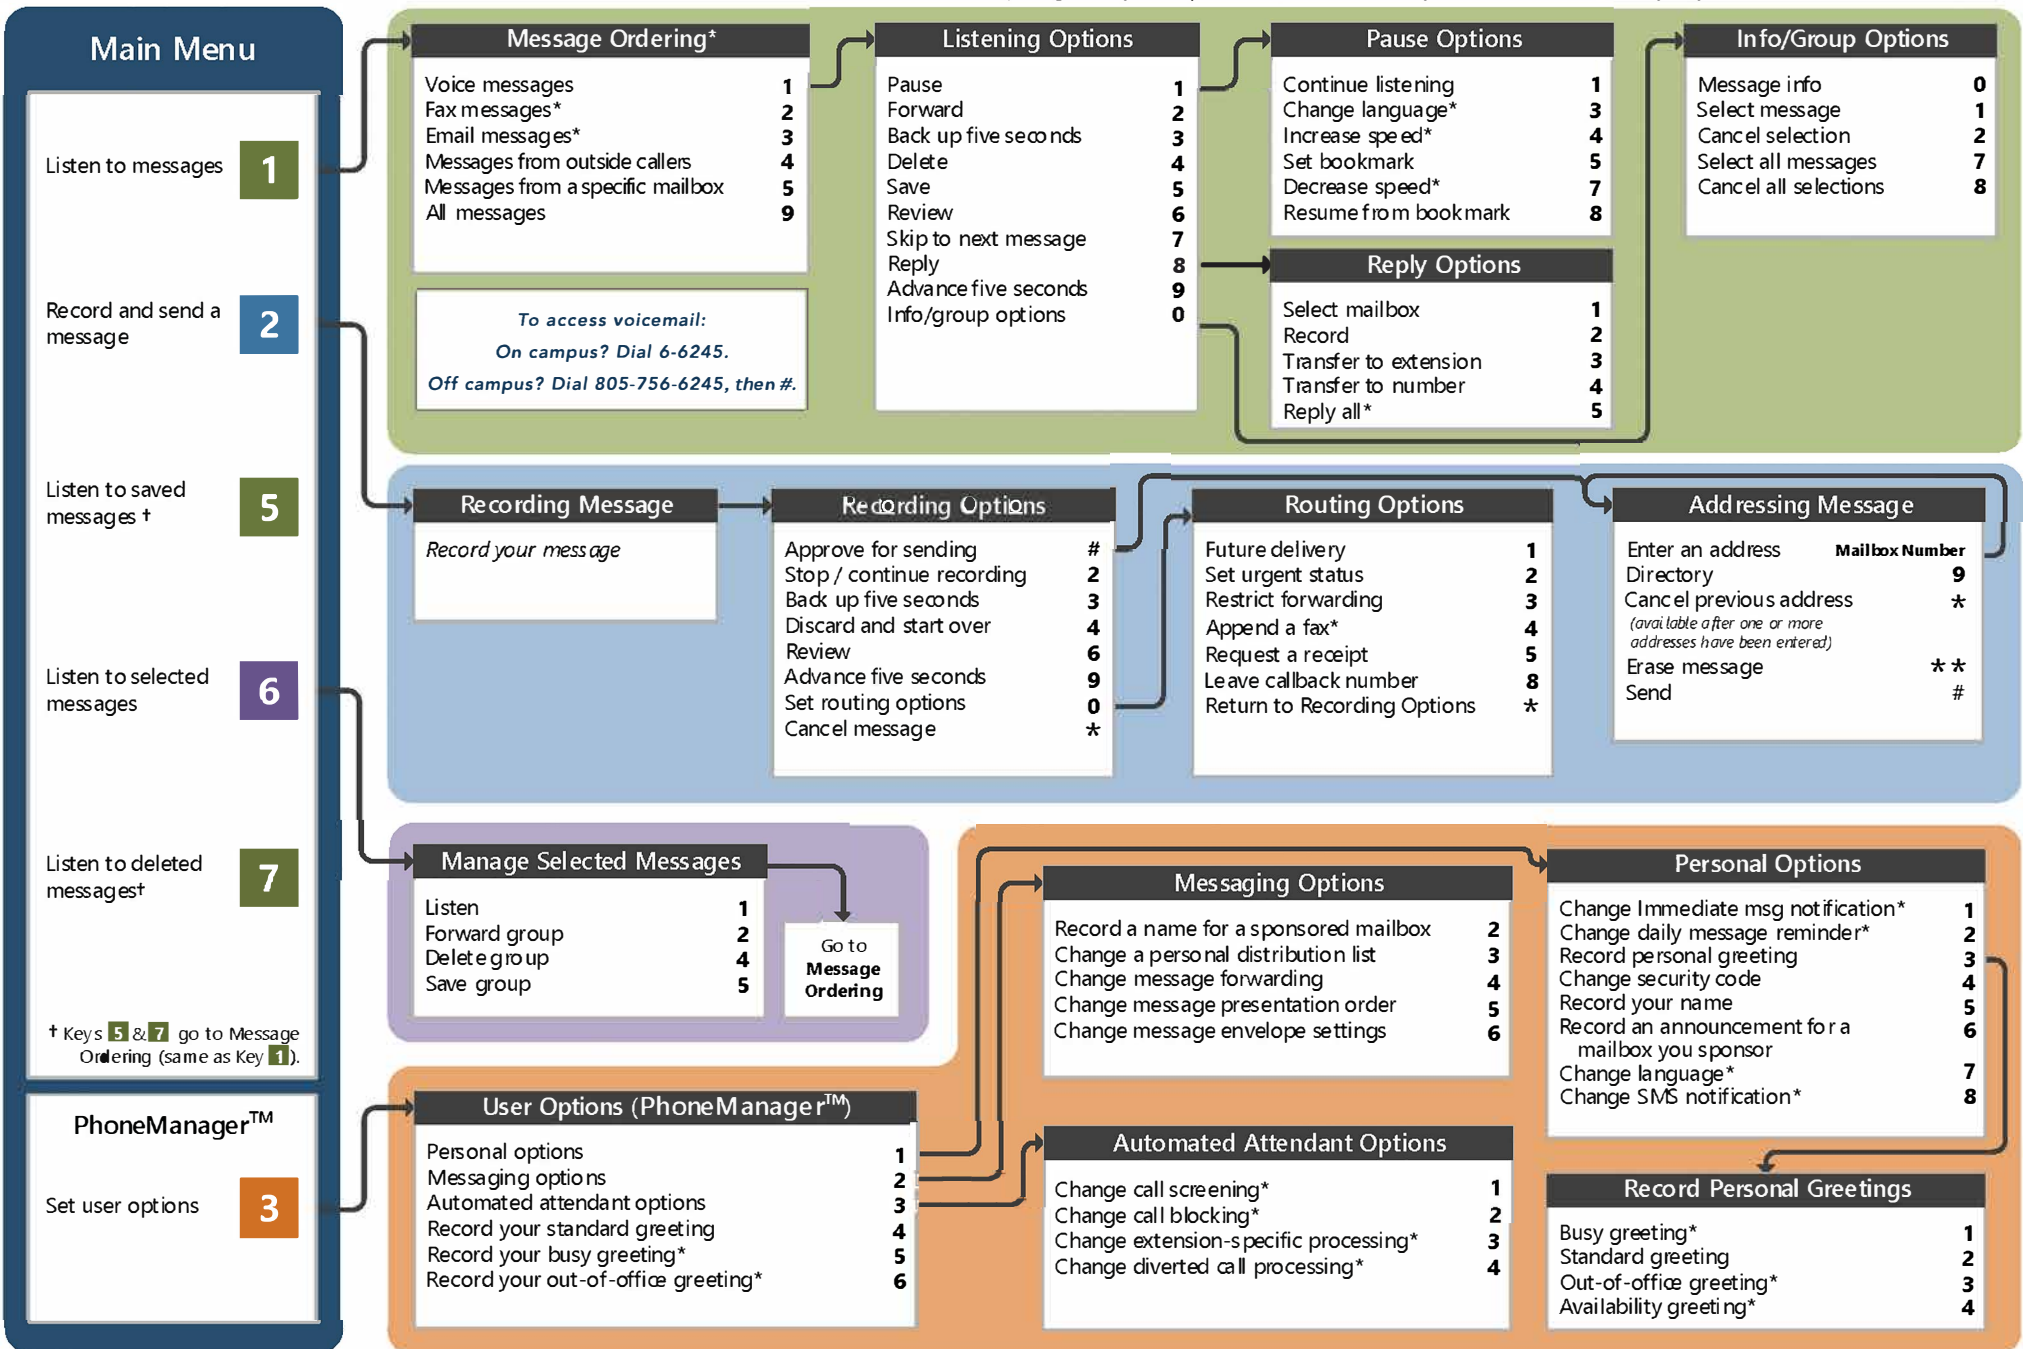 Main Menu
Listen to messages 1
Record and send a
message 2
Listen to saved
messages † 5
Listen to selected
messages 6
Listen to deleted
messages† 7
† Keys 5 & 7 go to Message
Ordering (same as Key 1).
PhoneManager™
Set user options 3
Message Ordering*
Voice messages 1
Fax messages* 2
Email messages* 3
Messages from outside callers 4
Messages from a specific mailbox 5
All messages 9
To access voicemail:
On campus? Dial 6-6245.
Off campus? Dial 805-756-6245, then #.
Listening Options
Pause 1
Forward 2
Back up five seconds 3
Delete 4
Save 5
Review 6
Skip to next message 7
Reply 8
Advance five seconds 9
Info/group options 0
Pause Options
Continue listening 1
Change language* 3
Increase speed* 4
Set bookmark 5
Decrease speed* 7
Resume from bookmark 8
Reply Options
Select mailbox 1
Record 2
Transfer to extension 3
Transfer to number 4
Reply all* 5
Info/Group Options
Message info 0
Select message 1
Cancel selection 2
Select all messages 7
Cancel all selections 8
Recording Message
Record your message
Recording Options
Approve for sending #
Stop / continue recording 2
Back up five seconds 3
Discard and start over 4
Review 6
Advance five seconds 9
Set routing options 0
Cancel message *
Routing Options
Future delivery 1
Set urgent status 2
Restrict forwarding 3
Append a fax* 4
Request a receipt 5
Leave callback number 8
Return to Recording Options *
Addressing Message
Enter an address Mailbox Number
Directory 9
Cancel previous address *
(available after one or more
addresses have been entered)
Erase message **
Send #
Manage Selected Messages
Listen 1
Forward group 2
Delete group 4
Save group 5
Go to
Message
Ordering
User Options (PhoneManager™)
Personal options 1
Messaging options 2
Automated attendant options 3
Record your standard greeting 4
Record your busy greeting* 5
Record your out-of-office greeting* 6
Messaging Options
Record a name for a sponsored mailbox 2
Change a personal distribution list 3
Change message forwarding 4
Change message presentation order 5
Change message envelope settings 6
Automated Attendant Options
Change call screening* 1
Change call blocking* 2
Change extension-specific processing* 3
Change diverted call processing* 4
Personal Options
Change Immediate msg notification* 1
Change daily message reminder* 2
Record personal greeting 3
Change security code 4
Record your name 5
Record an announcement for a 6
mailbox you sponsor
Change language* 7
Change SMS notification* 8
Record Personal Greetings
Busy greeting* 1
Standard greeting 2
Out-of-office greeting* 3
Availability greeting* 4